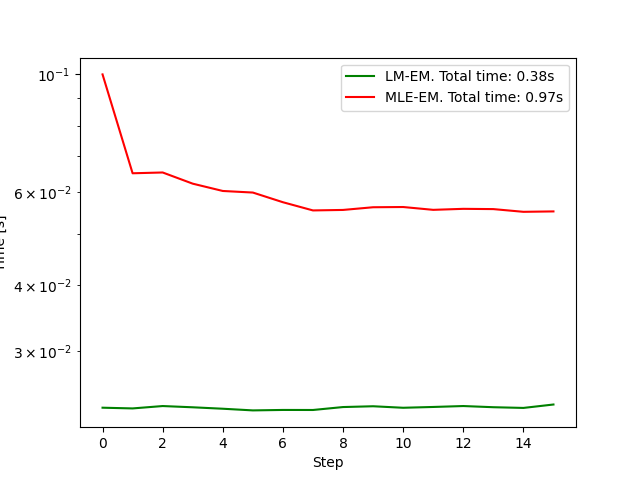 LM-EM. Total time: 0.38s
MLE-EM. Total time: 0.97s
10⁻¹
6 × 10⁻²
4 × 10⁻²
3 × 10⁻²
[s]
0 2 4 6 8 10 12 14
Step